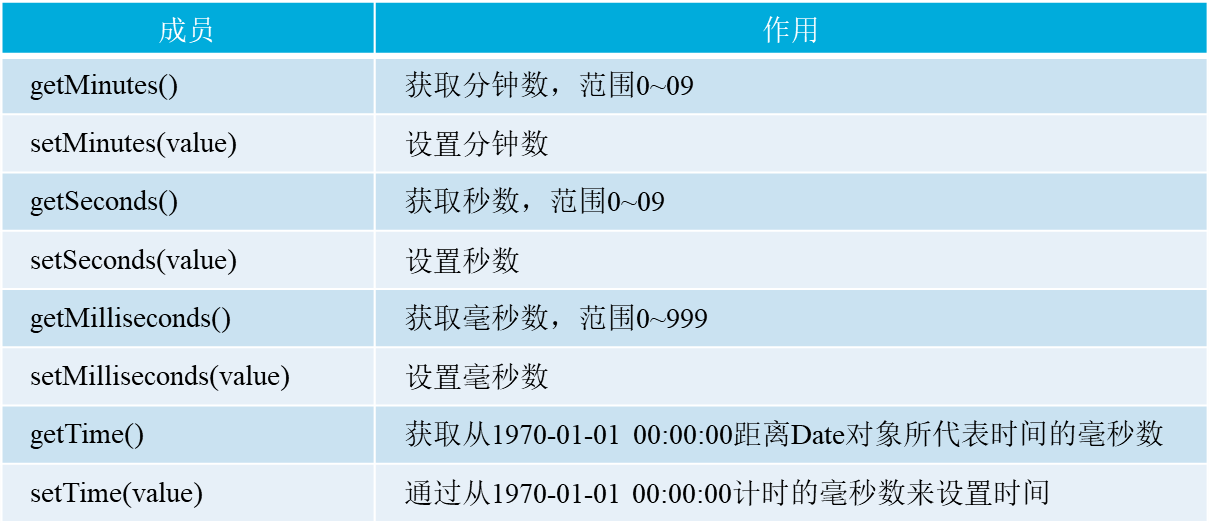 成员 作用
getMinutes() 获取分钟数，范围0~09
setMinutes(value) 设置分钟数
getSeconds() 获取秒数，范围0~09
setSeconds(value) 设置秒数
getMilliseconds() 获取毫秒数，范围0~999
setMilliseconds(value) 设置毫秒数
getTime() 获取从1970-01-01 00:00:00距离Date对象所代表时间的毫秒数
setTime(value) 通过从1970-01-01 00:00:00计时的毫秒数来设置时间